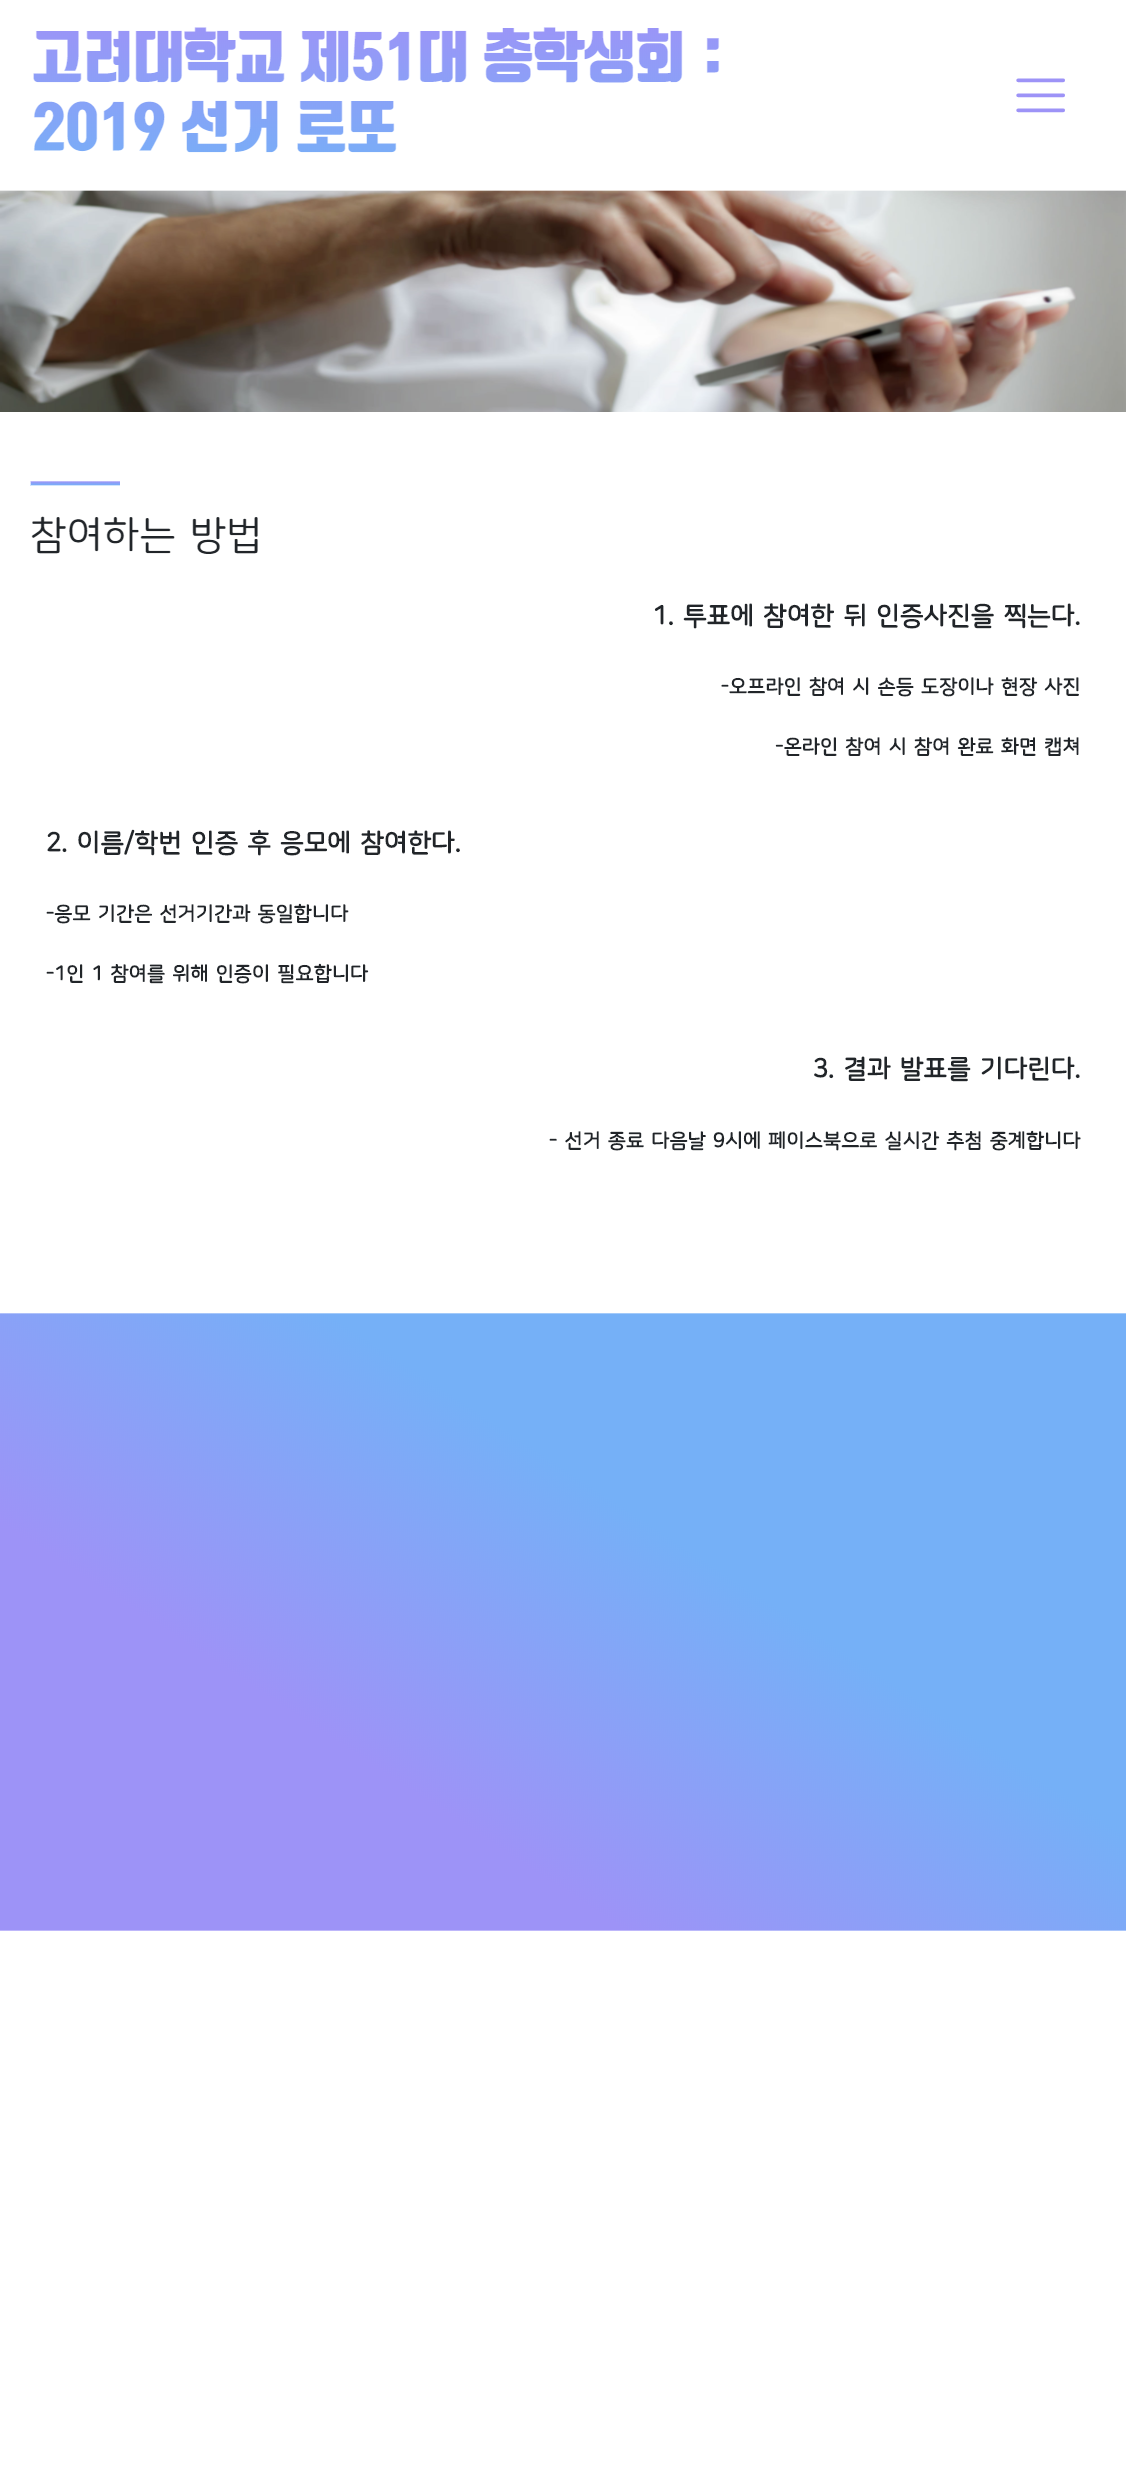 고려대학교 제51대 총학생회 :
2019 선거 로또
참여하는 방법
1. 투표에 참여한 뒤 인증사진을 찍는다.
-오프라인 참여 시 손등 도장이나 현장 사진
-온라인 참여 시 참여 완료 화면 캡쳐
2. 이름/학번 인증 후 응모에 참여한다.
-응모 기간은 선거기간과 동일합니다
-1인 1 참여를 위해 인증이 필요합니다
3. 결과 발표를 기다린다.
- 선거 종료 다음날 9시에 페이스북으로 실시간 추첨 중계합니다